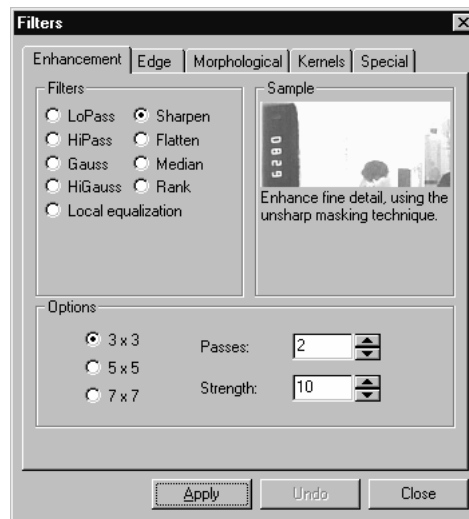 Filters
Enhancement Edge Morphological Kernels Special
Filters
LoPass Sharpen
HiPass Flatten
Gauss Median
HiGauss Rank
Local equalization
Sample
6280
Enhance fine detail, using the
unsharp masking technique.
Options
3 x 3
5 x 5
7 x 7
Passes: 2
Strength: 10
Apply Undo Close